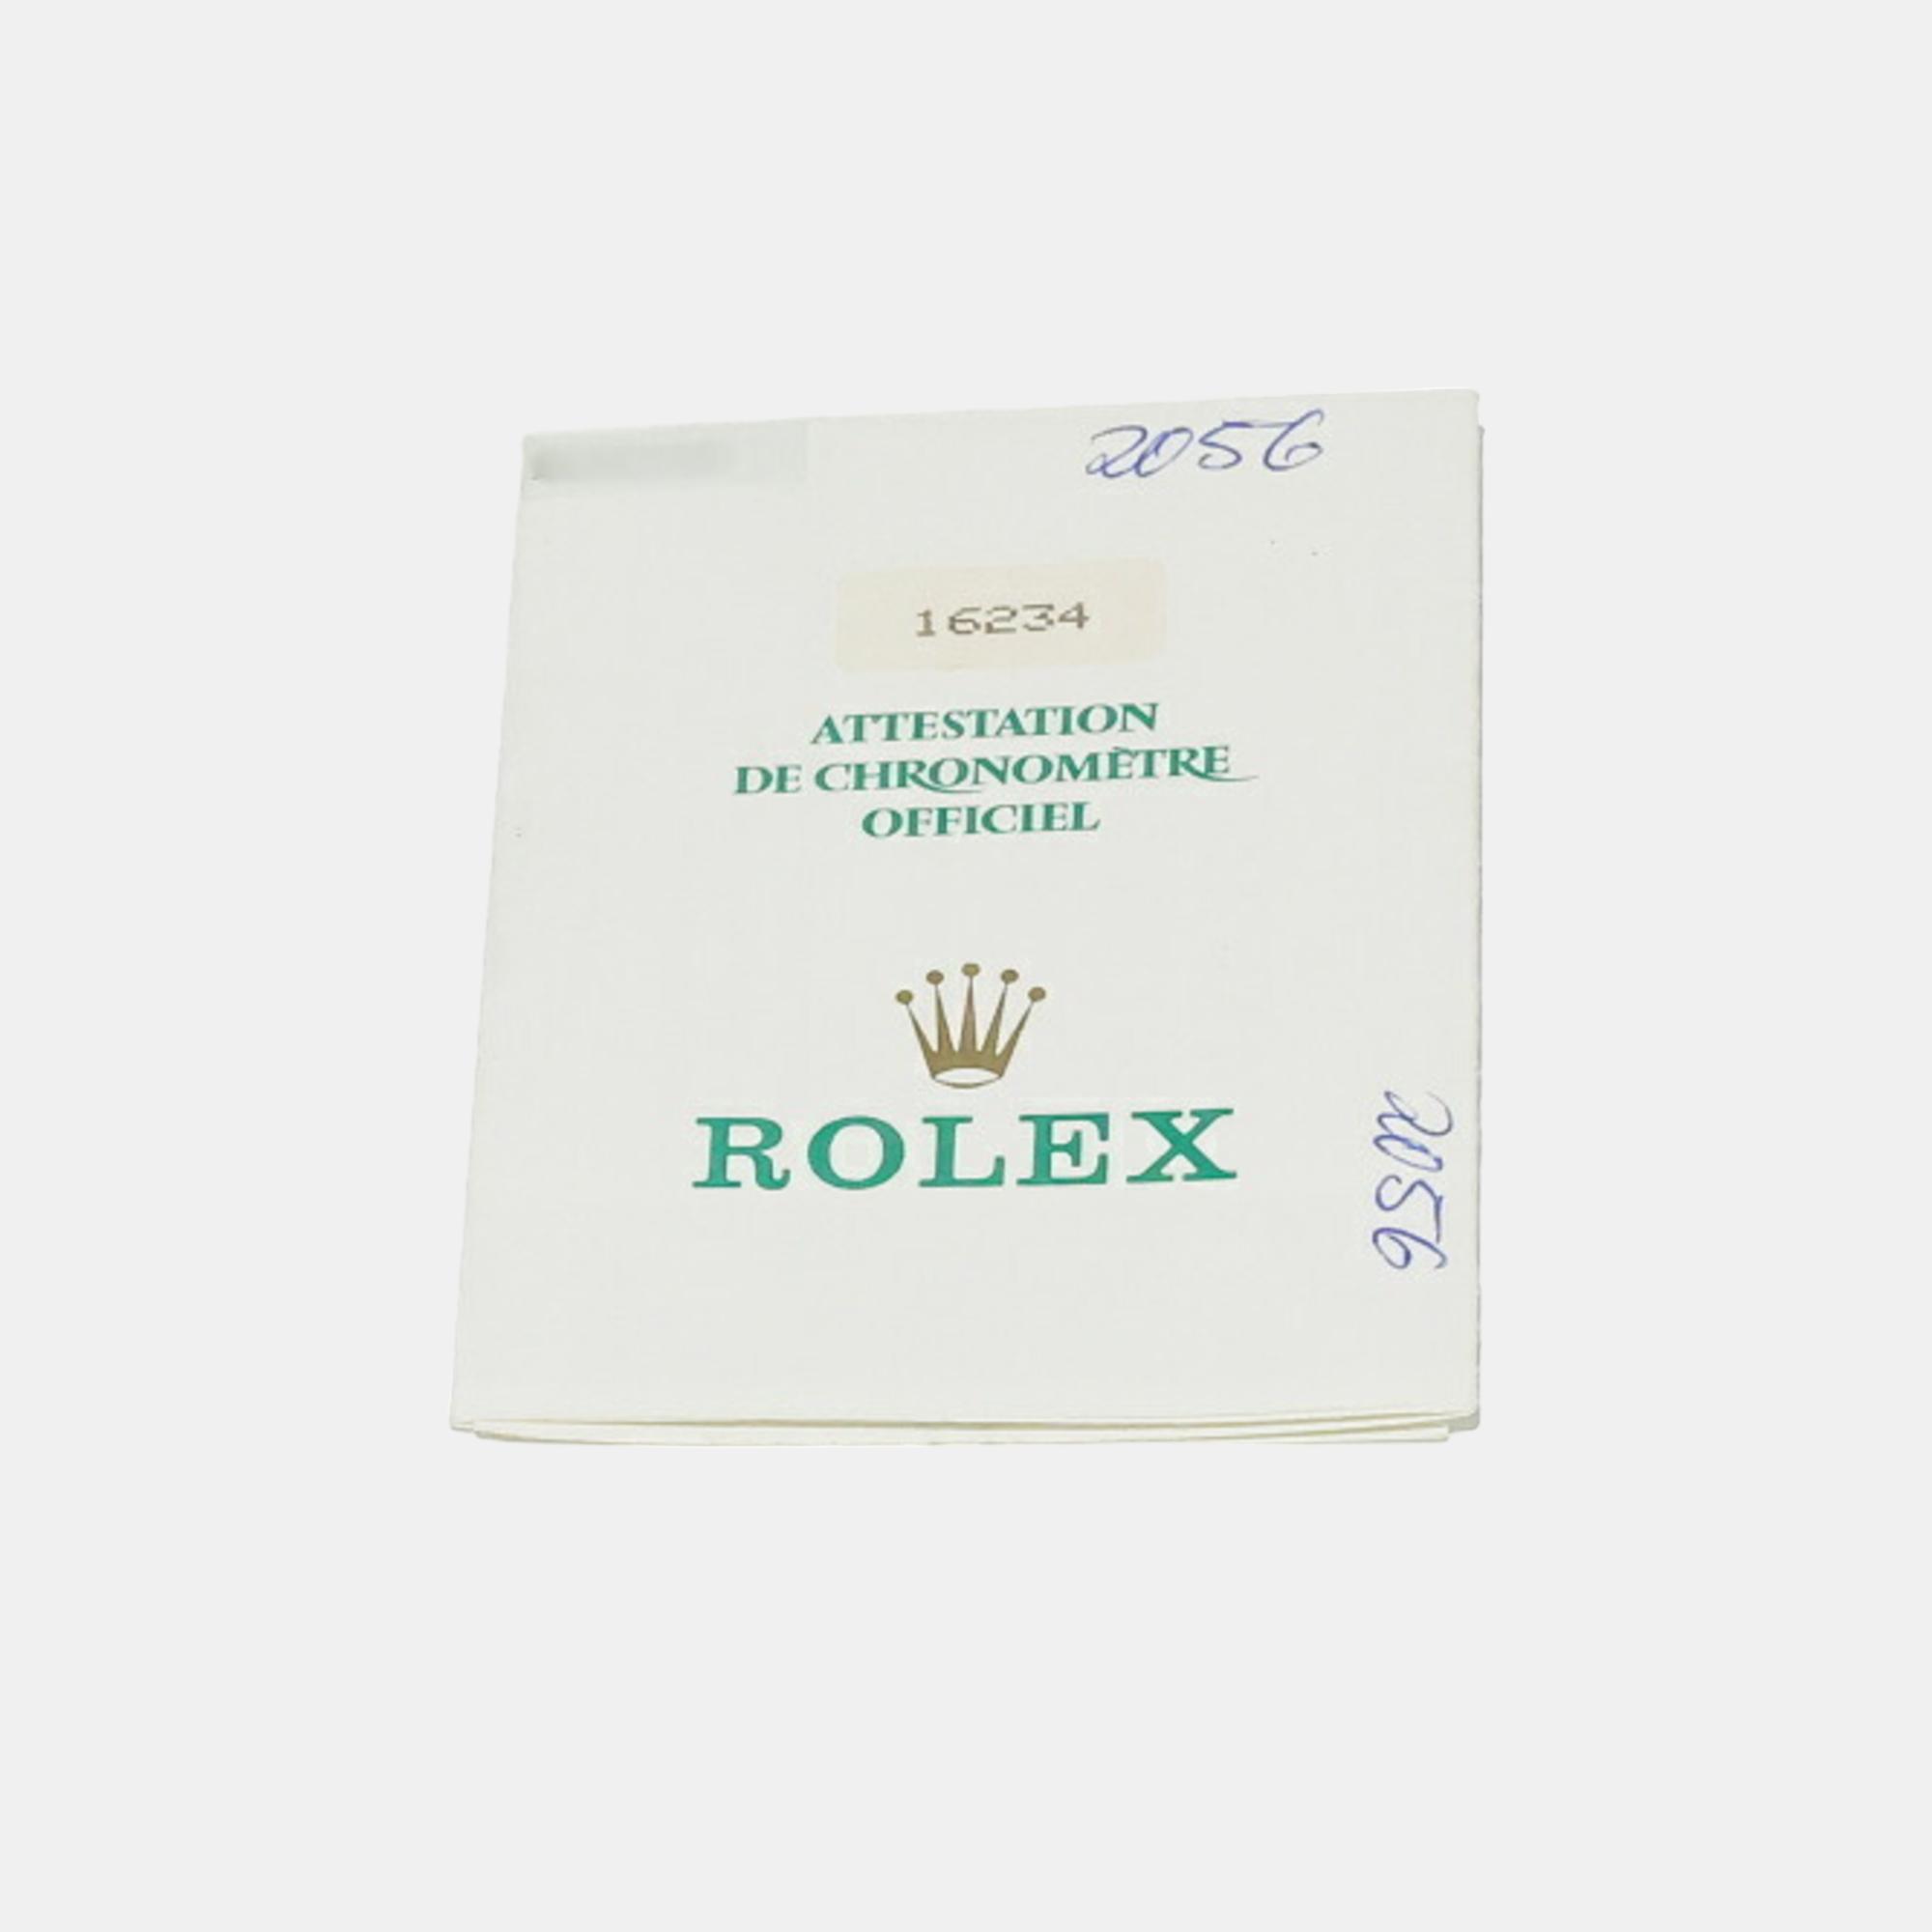 2056
16234
ATTESTATION
DE CHRONOMÈTRE
OFFICIEL
ROLEX
2056